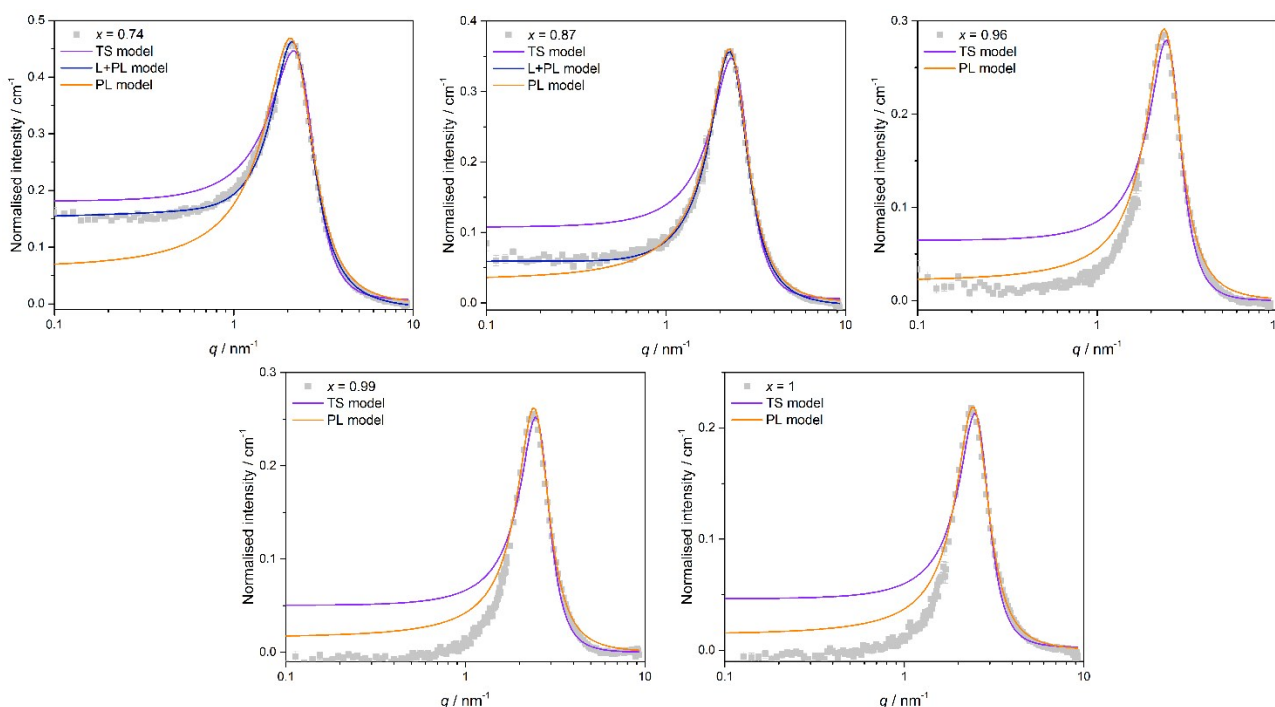 0.5
0.4
0.3
0.2
0.1
0.0
Normalised intensity / cm⁻¹
x = 0.74
TS model
L+PL model
PL model
0.1
1
10
q / nm⁻¹
0.4
0.3
0.2
0.1
0.0
Normalised intensity / cm⁻¹
x = 0.87
TS model
L+PL model
PL model
0.1
1
10
q / nm⁻¹
0.3
0.2
0.1
0.0
Normalised intensity / cm⁻¹
x = 0.96
TS model
PL model
0.1
1
q / nm⁻¹
0.3
0.2
0.1
0.0
Normalised intensity / cm⁻¹
x = 0.99
TS model
PL model
0.1
1
10
q / nm⁻¹
0.2
0.1
0.0
Normalised intensity / cm⁻¹
x = 1
TS model
PL model
0.1
1
10
q / nm⁻¹